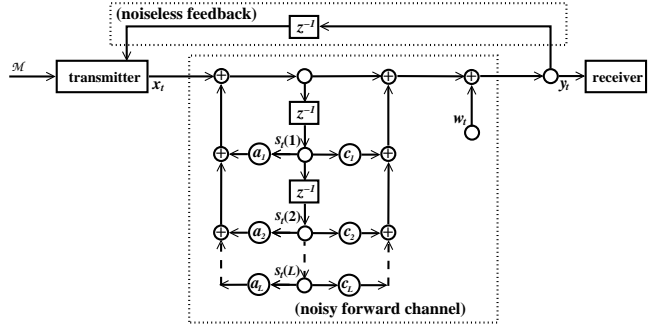 (noiseless feedback)
z⁻¹
ℳ
transmitter
xₜ
yₜ
receiver
z⁻¹
wₜ
sₜ(1)
a₁
c₁
z⁻¹
sₜ(2)
a₂
c₂
sₜ(L)
a_L
c_L
(noisy forward channel)